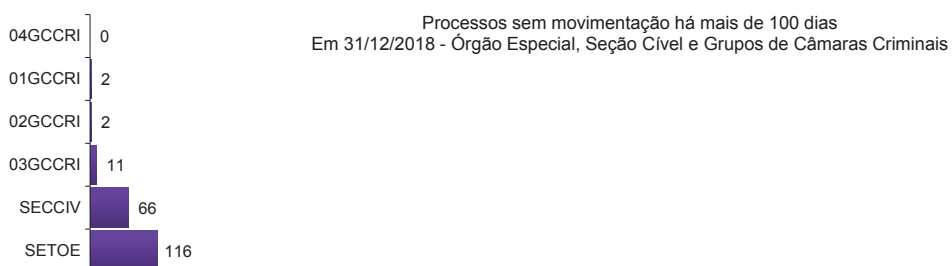 Processos sem movimentação há mais de 100 dias
Em 31/12/2018 - Órgão Especial, Seção Cível e Grupos de Câmaras Criminais
04GCCRI 0
01GCCRI 2
02GCCRI 2
03GCCRI 11
SECCIV 66
SETOE 116